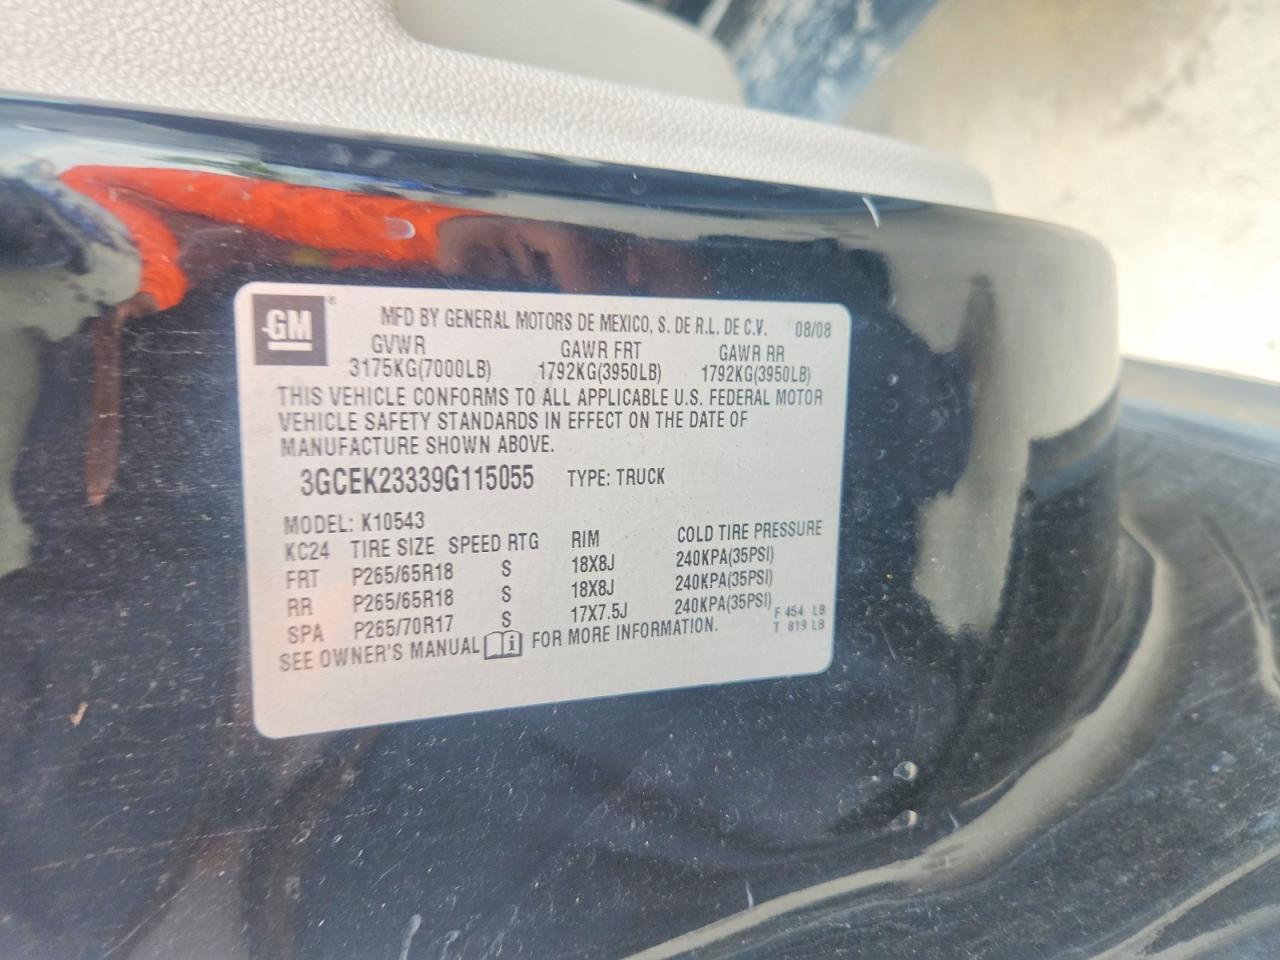 GM ®
MFD BY GENERAL MOTORS DE MEXICO, S. DE R.L. DE C.V. 08/08
GVWR GAWR FRT GAWR RR
3175KG(7000LB) 1792KG(3950LB) 1792KG(3950LB)
THIS VEHICLE CONFORMS TO ALL APPLICABLE U.S. FEDERAL MOTOR
VEHICLE SAFETY STANDARDS IN EFFECT ON THE DATE OF
MANUFACTURE SHOWN ABOVE.
3GCEK23339G115055 TYPE: TRUCK
MODEL: K10543
KC24 TIRE SIZE SPEED RTG RIM COLD TIRE PRESSURE
FRT P265/65R18 S 18X8J 240KPA(35PSI)
RR P265/65R18 S 18X8J 240KPA(35PSI)
SPA P265/70R17 S 17X7.5J 240KPA(35PSI)
SEE OWNER'S MANUAL i FOR MORE INFORMATION.
F 454 LB
T 819 LB